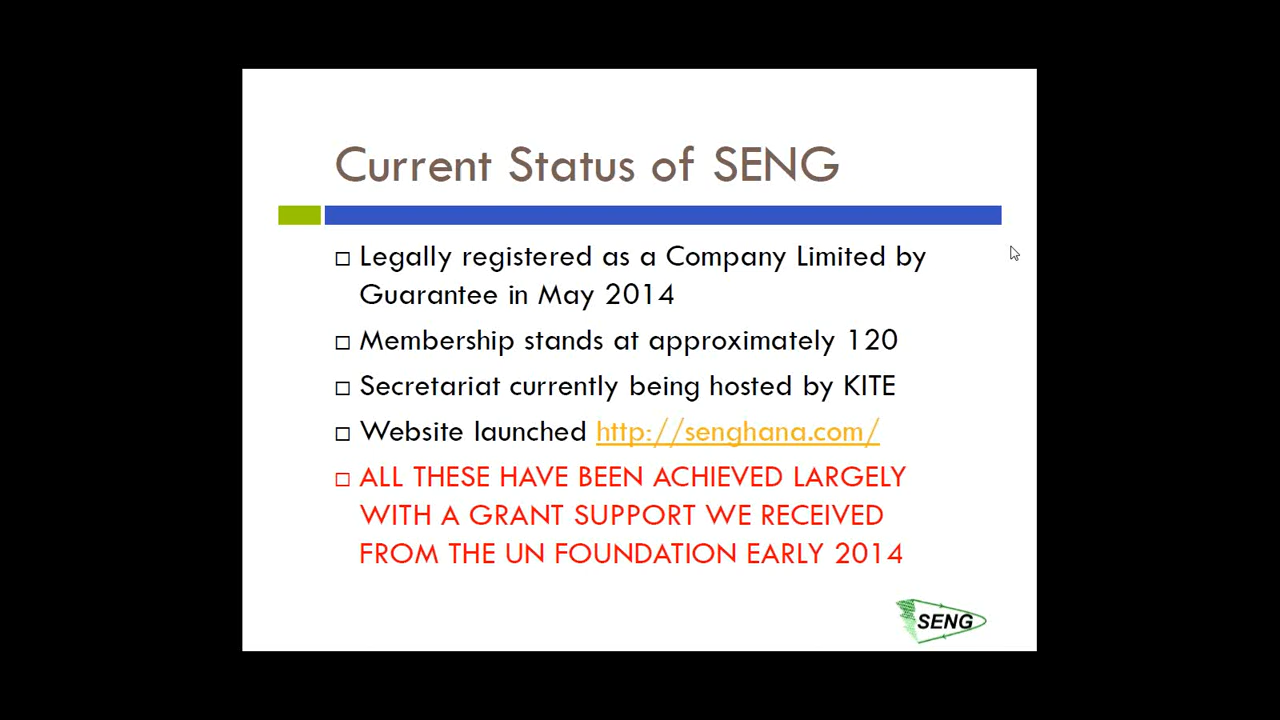 Current Status of SENG
Legally registered as a Company Limited by
Guarantee in May 2014
Membership stands at approximately 120
Secretariat currently being hosted by KITE
Website launched http://senghana.com/
ALL THESE HAVE BEEN ACHIEVED LARGELY
WITH A GRANT SUPPORT WE RECEIVED
FROM THE UN FOUNDATION EARLY 2014
SENG